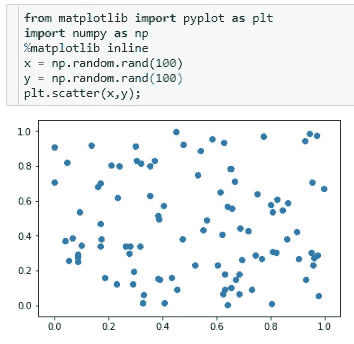 from matplotlib import pyplot as plt
import numpy as np
%matplotlib inline
x = np.random.rand(100)
y = np.random.rand(100)
plt.scatter(x,y);
1.0
0.8
0.6
0.4
0.2
0.0
0.0 0.2 0.4 0.6 0.8 1.0